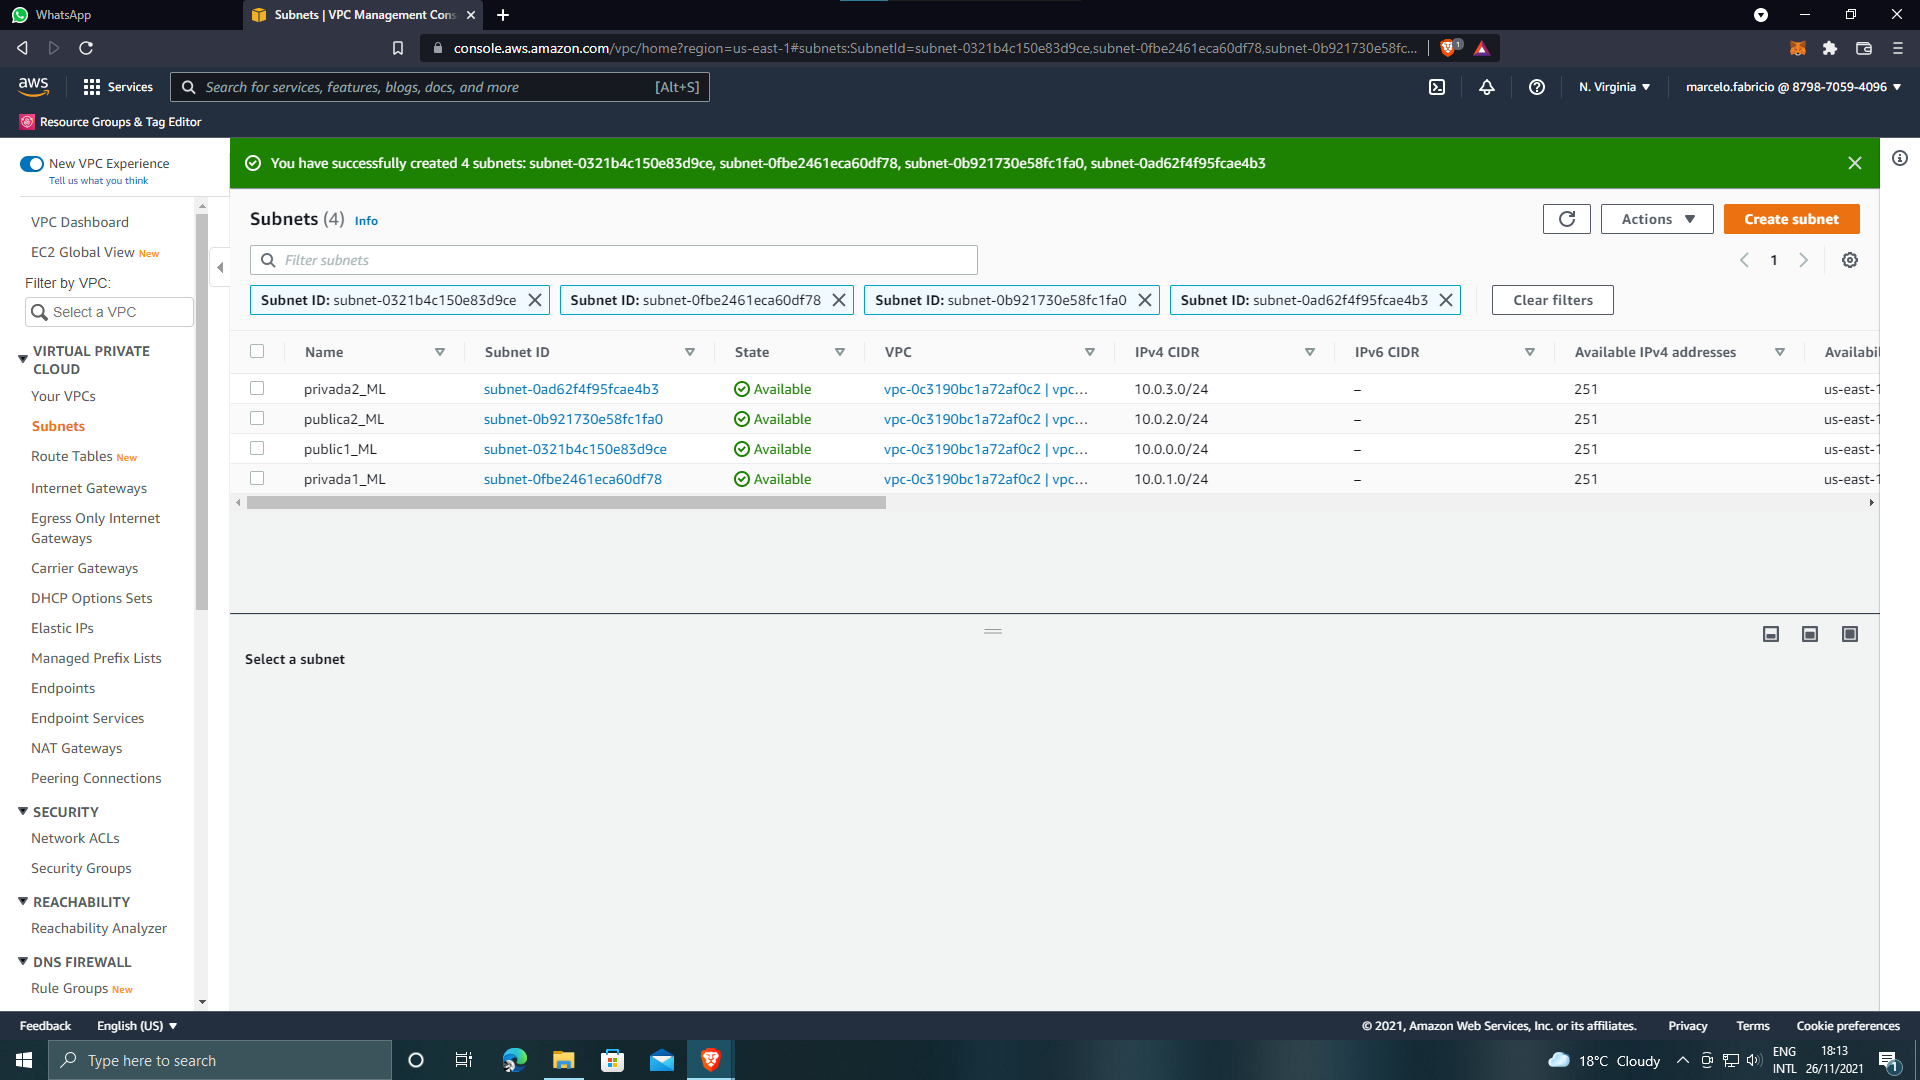 WhatsApp
Subnets | VPC Management Cons
console.aws.amazon.com/vpc/home?region=us-east-1#subnets:SubnetId=subnet-0321b4c150e83d9ce,subnet-0fbe2461eca60df78,subnet-0b921730e58fc...
1
aws
Services
Search for services, features, blogs, docs, and more
[Alt+S]
N. Virginia
marcelo.fabricio @ 8798-7059-4096
Resource Groups & Tag Editor
New VPC Experience
Tell us what you think
You have successfully created 4 subnets: subnet-0321b4c150e83d9ce, subnet-0fbe2461eca60df78, subnet-0b921730e58fc1fa0, subnet-0ad62f4f95fcae4b3
VPC Dashboard
EC2 Global View New
Filter by VPC:
Select a VPC
VIRTUAL PRIVATE
CLOUD
Your VPCs
Subnets
Route Tables New
Internet Gateways
Egress Only Internet
Gateways
Carrier Gateways
DHCP Options Sets
Elastic IPs
Managed Prefix Lists
Endpoints
Endpoint Services
NAT Gateways
Peering Connections
SECURITY
Network ACLs
Security Groups
REACHABILITY
Reachability Analyzer
DNS FIREWALL
Rule Groups New
Subnets (4) Info
Actions
Create subnet
Filter subnets
1
Subnet ID: subnet-0321b4c150e83d9ce
Subnet ID: subnet-0fbe2461eca60df78
Subnet ID: subnet-0b921730e58fc1fa0
Subnet ID: subnet-0ad62f4f95fcae4b3
Clear filters
Name Subnet ID State VPC IPv4 CIDR IPv6 CIDR Available IPv4 addresses Availabil
privada2_ML subnet-0ad62f4f95fcae4b3 Available vpc-0c3190bc1a72af0c2 | vpc... 10.0.3.0/24 – 251 us-east-1
publica2_ML subnet-0b921730e58fc1fa0 Available vpc-0c3190bc1a72af0c2 | vpc... 10.0.2.0/24 – 251 us-east-1
public1_ML subnet-0321b4c150e83d9ce Available vpc-0c3190bc1a72af0c2 | vpc... 10.0.0.0/24 – 251 us-east-1
privada1_ML subnet-0fbe2461eca60df78 Available vpc-0c3190bc1a72af0c2 | vpc... 10.0.1.0/24 – 251 us-east-1
Select a subnet
Feedback
English (US)
© 2021, Amazon Web Services, Inc. or its affiliates.
Privacy
Terms
Cookie preferences
Type here to search
18°C Cloudy
ENG
INTL
18:13
26/11/2021
1